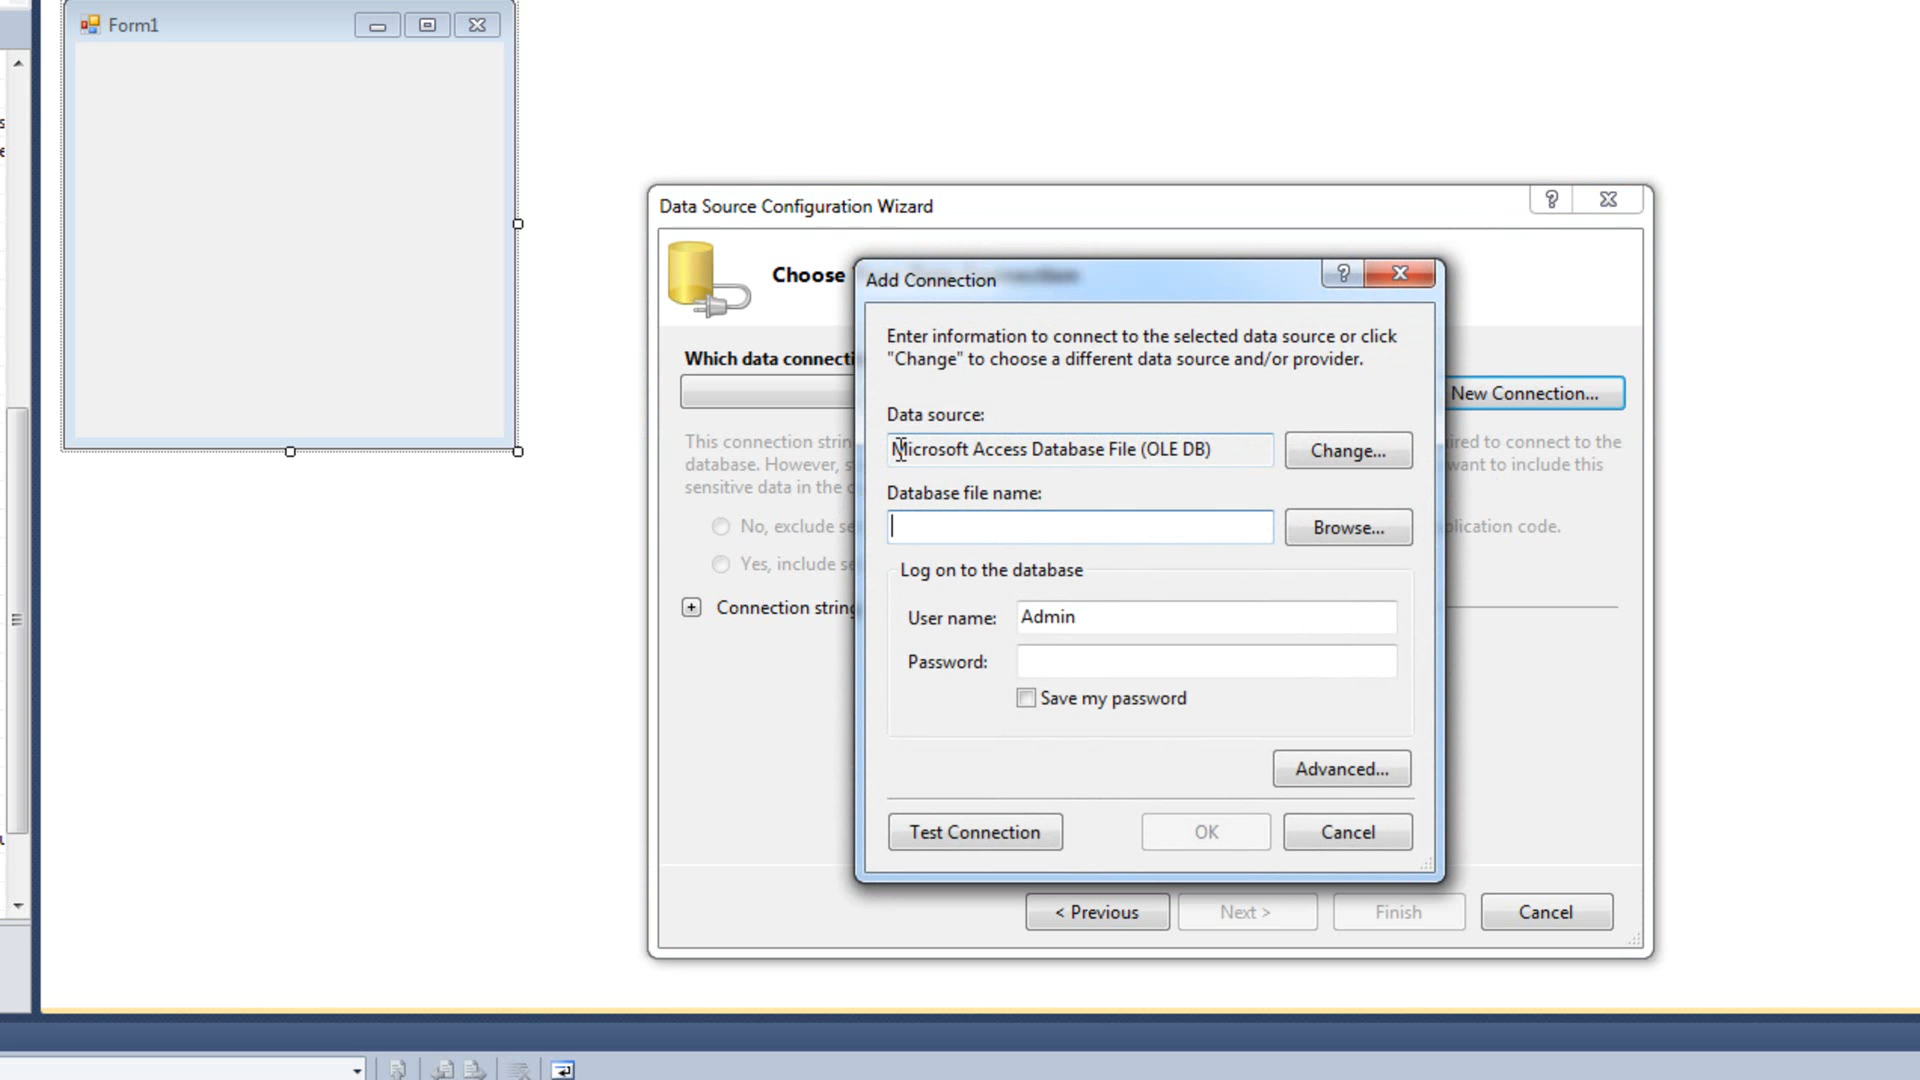 Form1
Data Source Configuration Wizard
Choose
Add Connection
Enter information to connect to the selected data source or click
"Change" to choose a different data source and/or provider.
Which data connecti
New Connection...
Data source:
Microsoft Access Database File (OLE DB)
Change...
This connection strin
ired to connect to the
database. However, s
want to include this
sensitive data in the c
Database file name:
Browse...
No, exclude se
plication code.
Yes, include se
Log on to the database
Connection string
User name:
Admin
Password:
Save my password
Advanced...
Test Connection
OK
Cancel
< Previous
Next >
Finish
Cancel